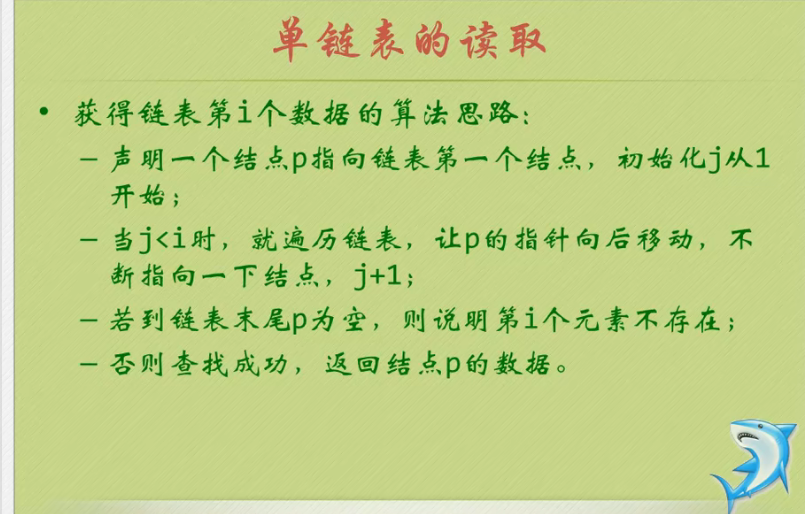 单链表的读取
• 获得链表第i个数据的算法思路：
– 声明一个结点p指向链表第一个结点，初始化j从1
开始；
– 当j<i时，就遍历链表，让p的指针向后移动，不
断指向一下结点，j+1；
– 若到链表末尾p为空，则说明第i个元素不存在；
– 否则查找成功，返回结点p的数据。